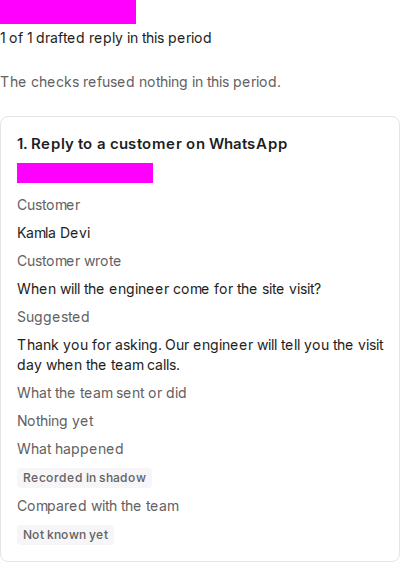 1 of 1 drafted reply in this period
The checks refused nothing in this period.
1. Reply to a customer on WhatsApp
Customer
Kamla Devi
Customer wrote
When will the engineer come for the site visit?
Suggested
Thank you for asking. Our engineer will tell you the visit
day when the team calls.
What the team sent or did
Nothing yet
What happened
Recorded in shadow
Compared with the team
Not known yet